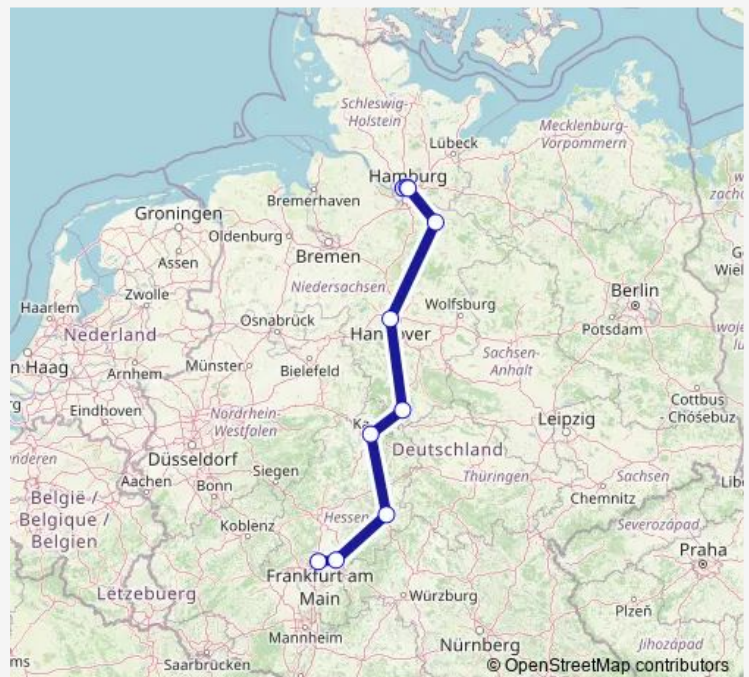 Schleswig-
Holstein
Mecklenburg-
Vorpommern
Lübeck
Hamburg
Bremerhaven
Groningen
Oldenburg
Bremen
Assen
Zwolle
Niedersachsen
Wolfsburg
Berlin
Haarlem
Nederland
Osnabrück
Potsdam
n Haag
Arnhem
Münster
Bielefeld
Sachsen-
Anhalt
Eindhoven
Nordrhein-
Westfalen
Cottbus
- Chóśebuz
Leipzig
Düsseldorf
Deutschland
Aachen
Siegen
Thüringen
Sachsen
Bonn
België /
Belgique /
Belgien
Koblenz
Hessen
Chemnitz
Severozápad
Praha
Lëtzebuerg
Frankfurt am
Main
Würzburg
Plzeň
Mannheim
Nürnberg
Jihozápad
Saarbrücken
© OpenStreetMap contributors